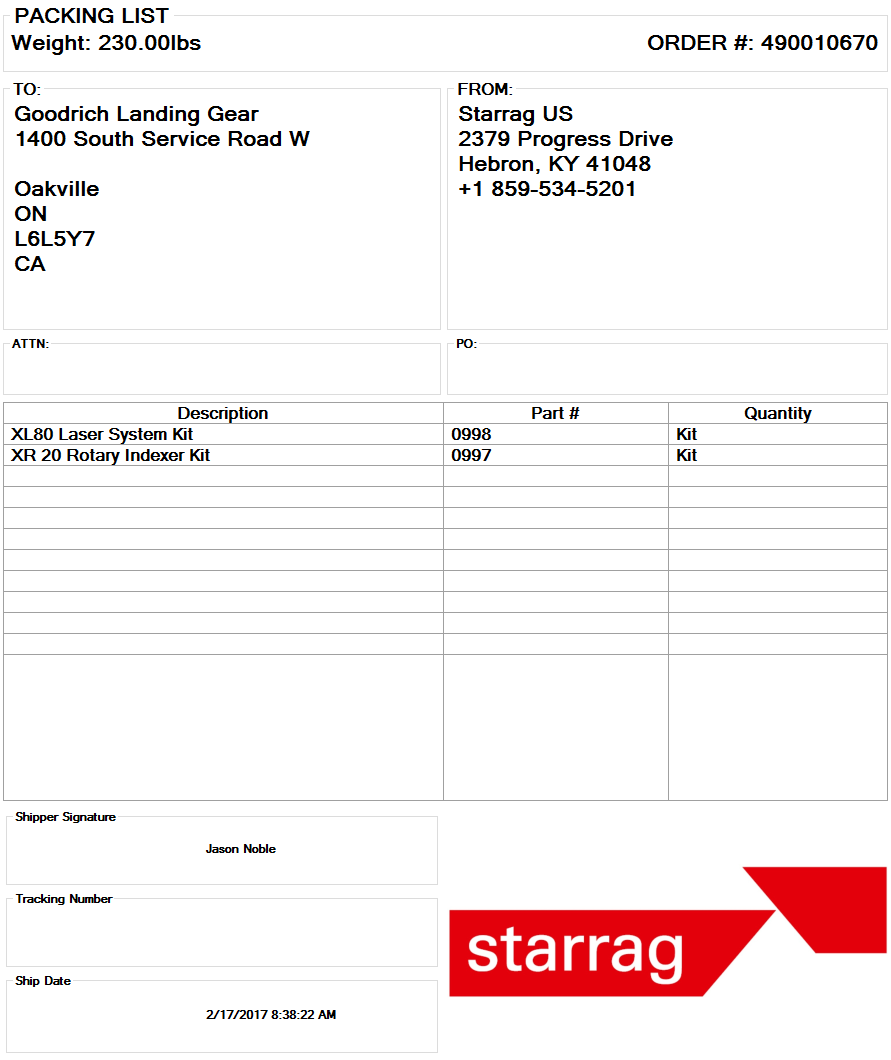 PACKING LIST
Weight: 230.00lbs
ORDER #: 490010670
TO:
Goodrich Landing Gear
1400 South Service Road W
Oakville
ON
L6L5Y7
CA
FROM:
Starrag US
2379 Progress Drive
Hebron, KY 41048
+1 859-534-5201
ATTN:
PO:
Description Part # Quantity
XL80 Laser System Kit 0998 Kit
XR 20 Rotary Indexer Kit 0997 Kit
Shipper Signature
Jason Noble
Tracking Number
Ship Date
2/17/2017 8:38:22 AM
starrag